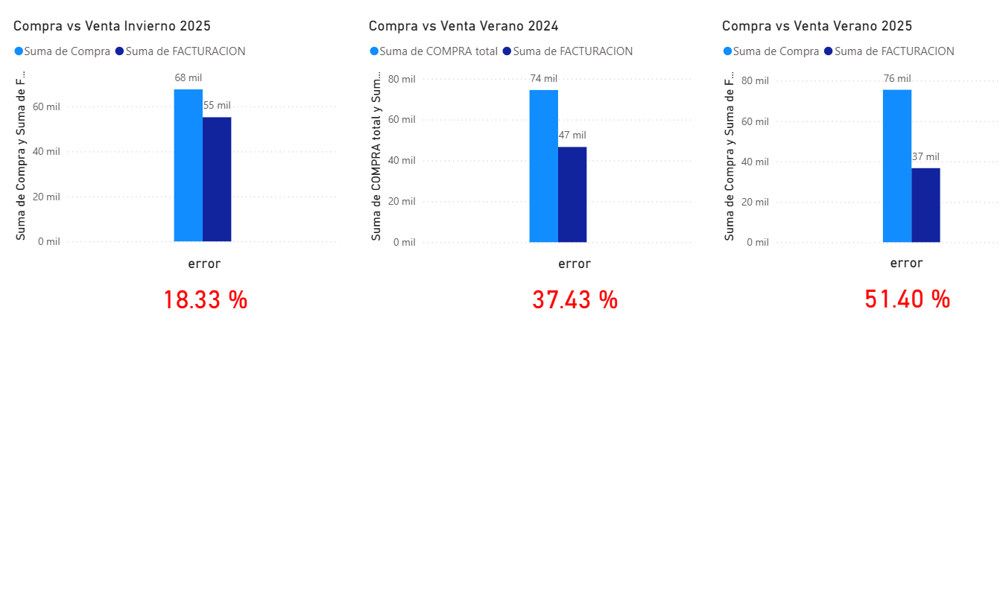 Compra vs Venta Invierno 2025
Suma de Compra Suma de FACTURACION
Suma de Compra y Suma de F...
68 mil
55 mil
60 mil
40 mil
20 mil
0 mil
error
18.33 %
Compra vs Venta Verano 2024
Suma de COMPRA total Suma de FACTURACION
Suma de COMPRA total y Sum...
80 mil
74 mil
60 mil
47 mil
40 mil
20 mil
0 mil
error
37.43 %
Compra vs Venta Verano 2025
Suma de Compra Suma de FACTURACION
Suma de Compra y Suma de F...
80 mil
76 mil
60 mil
40 mil
37 mil
20 mil
0 mil
error
51.40 %